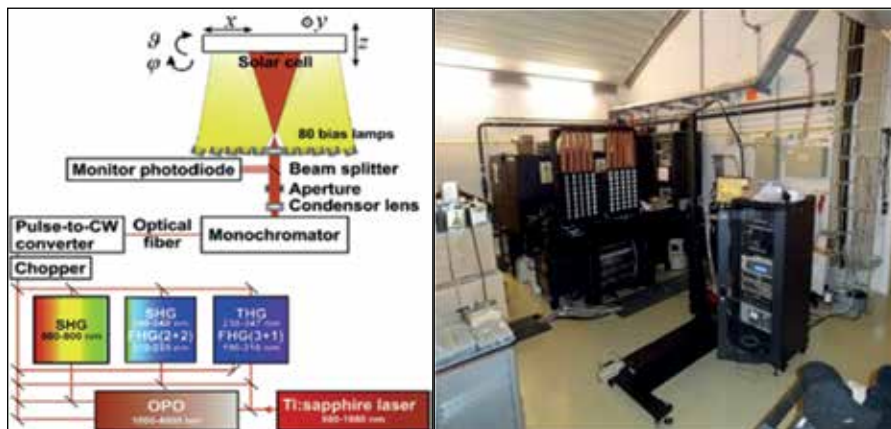 x
y
z
ϑ
φ
Solar cell
80 bias lamps
Monitor photodiode
Beam splitter
Aperture
Condensor lens
Pulse-to-CW
converter
Optical
fiber
Monochromator
Chopper
SHG
SHG
FHG(2+2)
THG
FHG(3+1)
OPO
Ti:sapphire laser